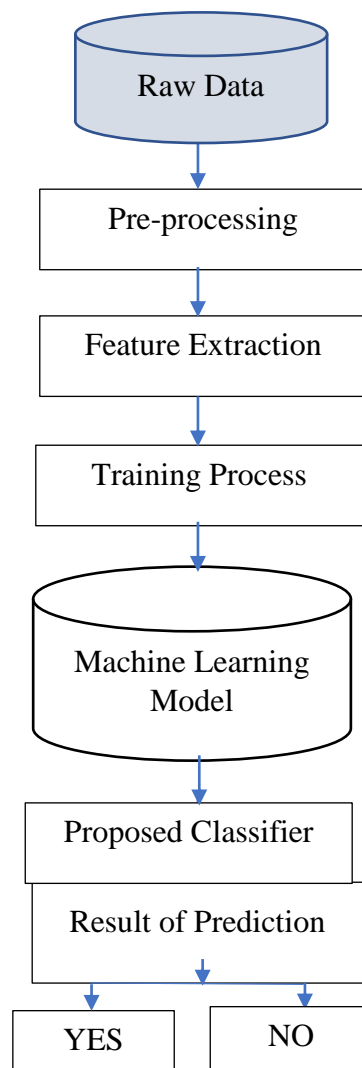 Raw Data
Pre-processing
Feature Extraction
Training Process
Machine Learning
Model
Proposed Classifier
Result of Prediction
YES
NO